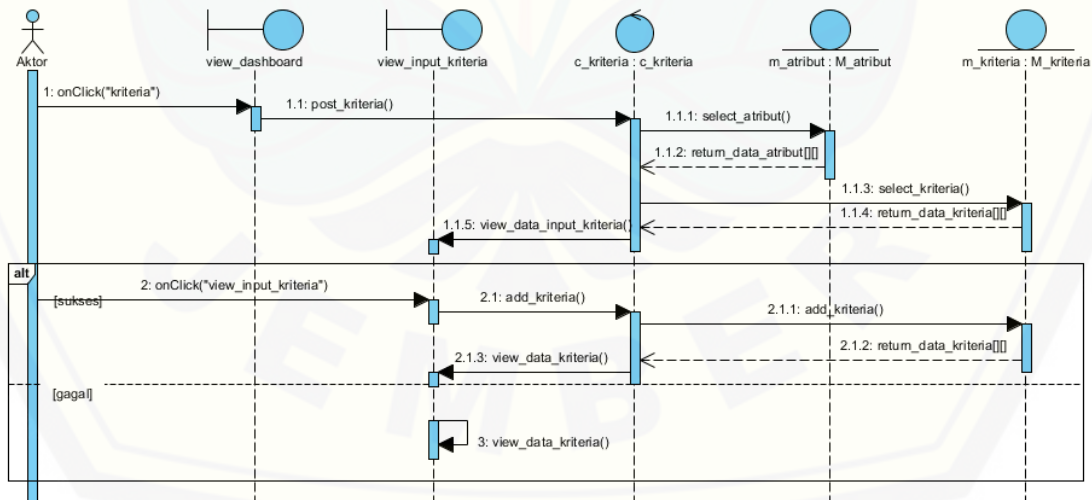 Aktor
view_dashboard
view_input_kriteria
c_kriteria : c_kriteria
m_atribut : M_atribut
m_kriteria : M_kriteria
1: onClick("kriteria")
1.1: post_kriteria()
1.1.1: select_atribut()
1.1.2: return_data_atribut[][]
1.1.3: select_kriteria()
1.1.4: return_data_kriteria[][]
1.1.5: view_data_input_kriteria()
alt
2: onClick("view_input_kriteria")
[sukses]
2.1: add_kriteria()
2.1.1: add_kriteria()
2.1.2: return_data_kriteria[][]
2.1.3: view_data_kriteria()
[gagal]
3: view_data_kriteria()
EMBER